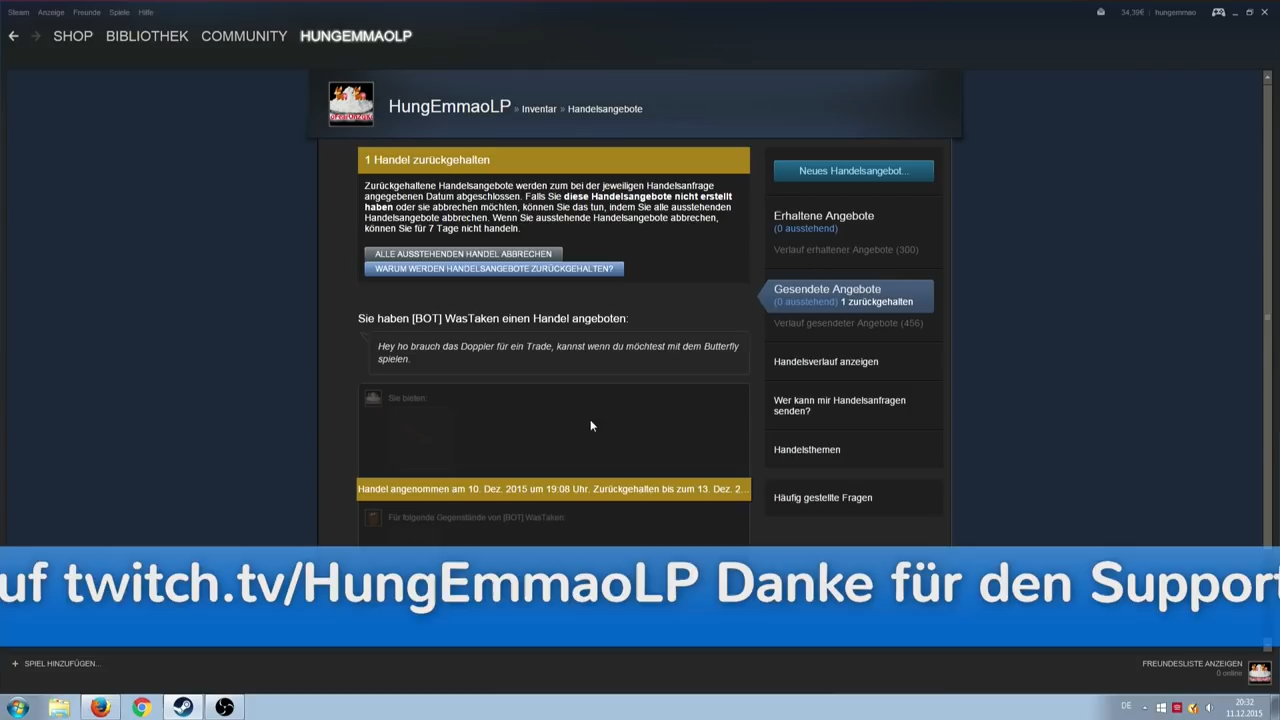 Steam Anzeige Freunde Spiele Hilfe
34,39€ hungemmao
SHOP BIBLIOTHEK COMMUNITY HUNGEMMAOLP
HungEmmaoLP » Inventar » Handelsangebote
1 Handel zurückgehalten
Zurückgehaltene Handelsangebote werden zum bei der jeweiligen Handelsanfrage
angegebenen Datum abgeschlossen. Falls Sie diese Handelsangebote nicht erstellt
haben oder sie abbrechen möchten, können Sie das tun, indem Sie alle ausstehenden
Handelsangebote abbrechen. Wenn Sie ausstehende Handelsangebote abbrechen,
können Sie für 7 Tage nicht handeln.
ALLE AUSSTEHENDEN HANDEL ABBRECHEN
WARUM WERDEN HANDELSANGEBOTE ZURÜCKGEHALTEN?
Sie haben [BOT] WasTaken einen Handel angeboten:
Hey ho brauch das Doppler für ein Trade, kannst wenn du möchtest mit dem Butterfly
spielen.
Sie bieten:
Handel angenommen am 10. Dez. 2015 um 19:08 Uhr. Zurückgehalten bis zum 13. Dez. 2...
Für folgende Gegenstände von [BOT] WasTaken:
Neues Handelsangebot...
Erhaltene Angebote
(0 ausstehend)
Verlauf erhaltener Angebote (300)
Gesendete Angebote
(0 ausstehend) 1 zurückgehalten
Verlauf gesendeter Angebote (456)
Handelsverlauf anzeigen
Wer kann mir Handelsanfragen
senden?
Handelsthemen
Häufig gestellte Fragen
uf twitch.tv/HungEmmaoLP Danke für den Support
+ SPIEL HINZUFÜGEN...
FREUNDESLISTE ANZEIGEN
0 online
DE
20:32
11.12.2015